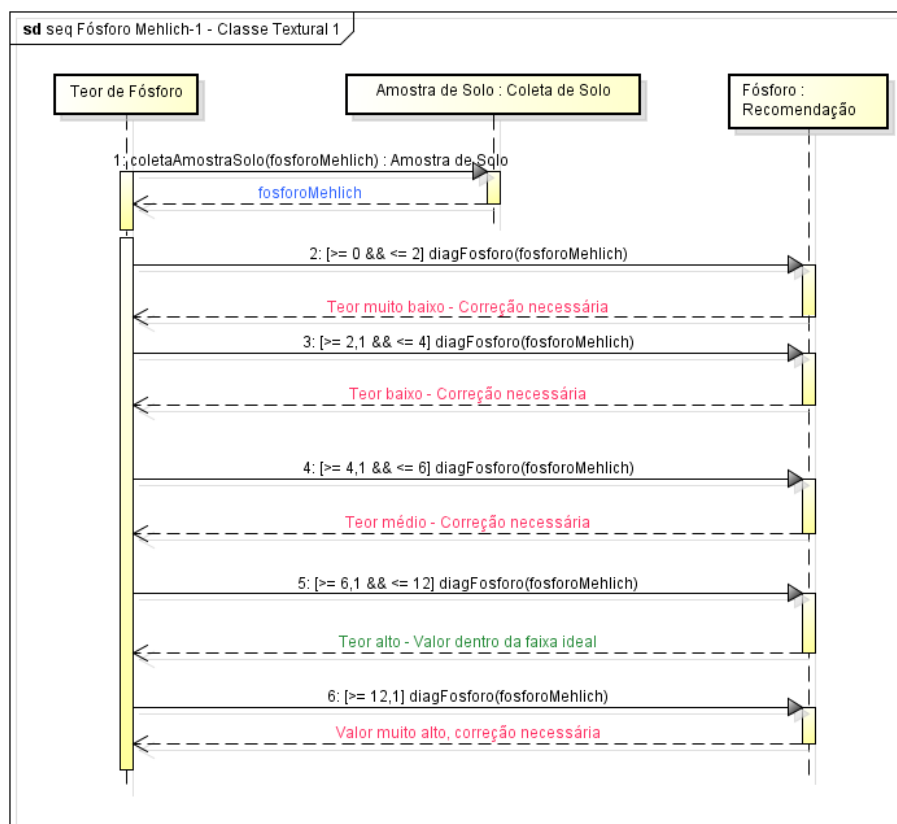 sd seq Fósforo Mehlich-1 - Classe Textural 1
Teor de Fósforo
Amostra de Solo : Coleta de Solo
Fósforo :
Recomendação
1: coletaAmostraSolo(fosforoMehlich) : Amostra de Solo
fosforoMehlich
2: [>= 0 && <= 2] diagFosforo(fosforoMehlich)
Teor muito baixo - Correção necessária
3: [>= 2,1 && <= 4] diagFosforo(fosforoMehlich)
Teor baixo - Correção necessária
4: [>= 4,1 && <= 6] diagFosforo(fosforoMehlich)
Teor médio - Correção necessária
5: [>= 6,1 && <= 12] diagFosforo(fosforoMehlich)
Teor alto - Valor dentro da faixa ideal
6: [>= 12,1] diagFosforo(fosforoMehlich)
Valor muito alto, correção necessária